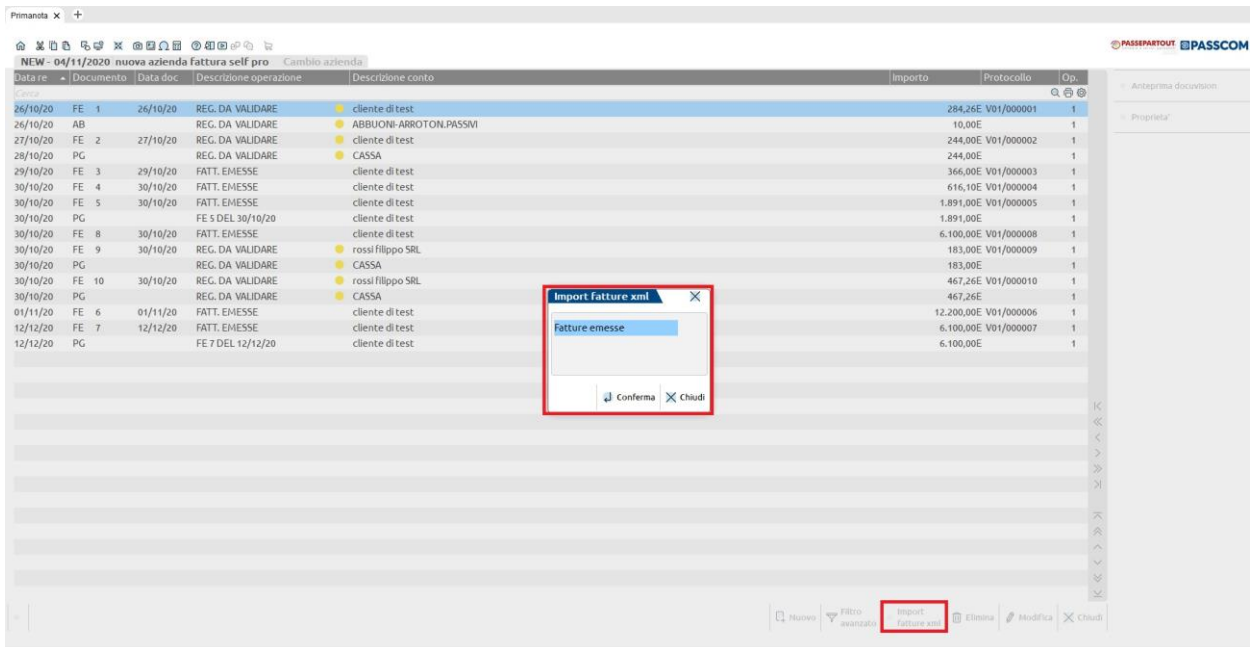 Primanota X +
PASSEPARTOUT PASSCOM
NEW - 04/11/2020 nuova azienda fattura self pro Cambio azienda
Data re Documento Data doc Descrizione operazione Descrizione conto Importo Protocollo Op.
Cerca
26/10/20 FE 1 26/10/20 REG. DA VALIDARE cliente di test 284,26E V01/000001 1
26/10/20 AB REG. DA VALIDARE ABBUONI-ARROTON.PASSIVI 10,00E 1
27/10/20 FE 2 27/10/20 REG. DA VALIDARE cliente di test 244,00E V01/000002 1
28/10/20 PG REG. DA VALIDARE CASSA 244,00E 1
29/10/20 FE 3 29/10/20 FATT. EMESSE cliente di test 366,00E V01/000003 1
30/10/20 FE 4 30/10/20 FATT. EMESSE cliente di test 616,10E V01/000004 1
30/10/20 FE 5 30/10/20 FATT. EMESSE cliente di test 1.891,00E V01/000005 1
30/10/20 PG FE 5 DEL 30/10/20 cliente di test 1.891,00E 1
30/10/20 FE 8 30/10/20 FATT. EMESSE cliente di test 6.100,00E V01/000008 1
30/10/20 FE 9 30/10/20 REG. DA VALIDARE rossi filippo SRL 183,00E V01/000009 1
30/10/20 PG REG. DA VALIDARE CASSA 183,00E 1
30/10/20 FE 10 30/10/20 REG. DA VALIDARE rossi filippo SRL 467,26E V01/000010 1
30/10/20 PG REG. DA VALIDARE CASSA 467,26E 1
01/11/20 FE 6 01/11/20 FATT. EMESSE cliente di test 12.200,00E V01/000006 1
12/12/20 FE 7 12/12/20 FATT. EMESSE cliente di test 6.100,00E V01/000007 1
12/12/20 PG FE 7 DEL 12/12/20 cliente di test 6.100,00E 1
Anteprima docuvision
Proprieta'
Import fatture xml
Fatture emesse
Conferma Chiudi
Nuovo Filtro avanzato Import fatture xml Elimina Modifica Chiudi